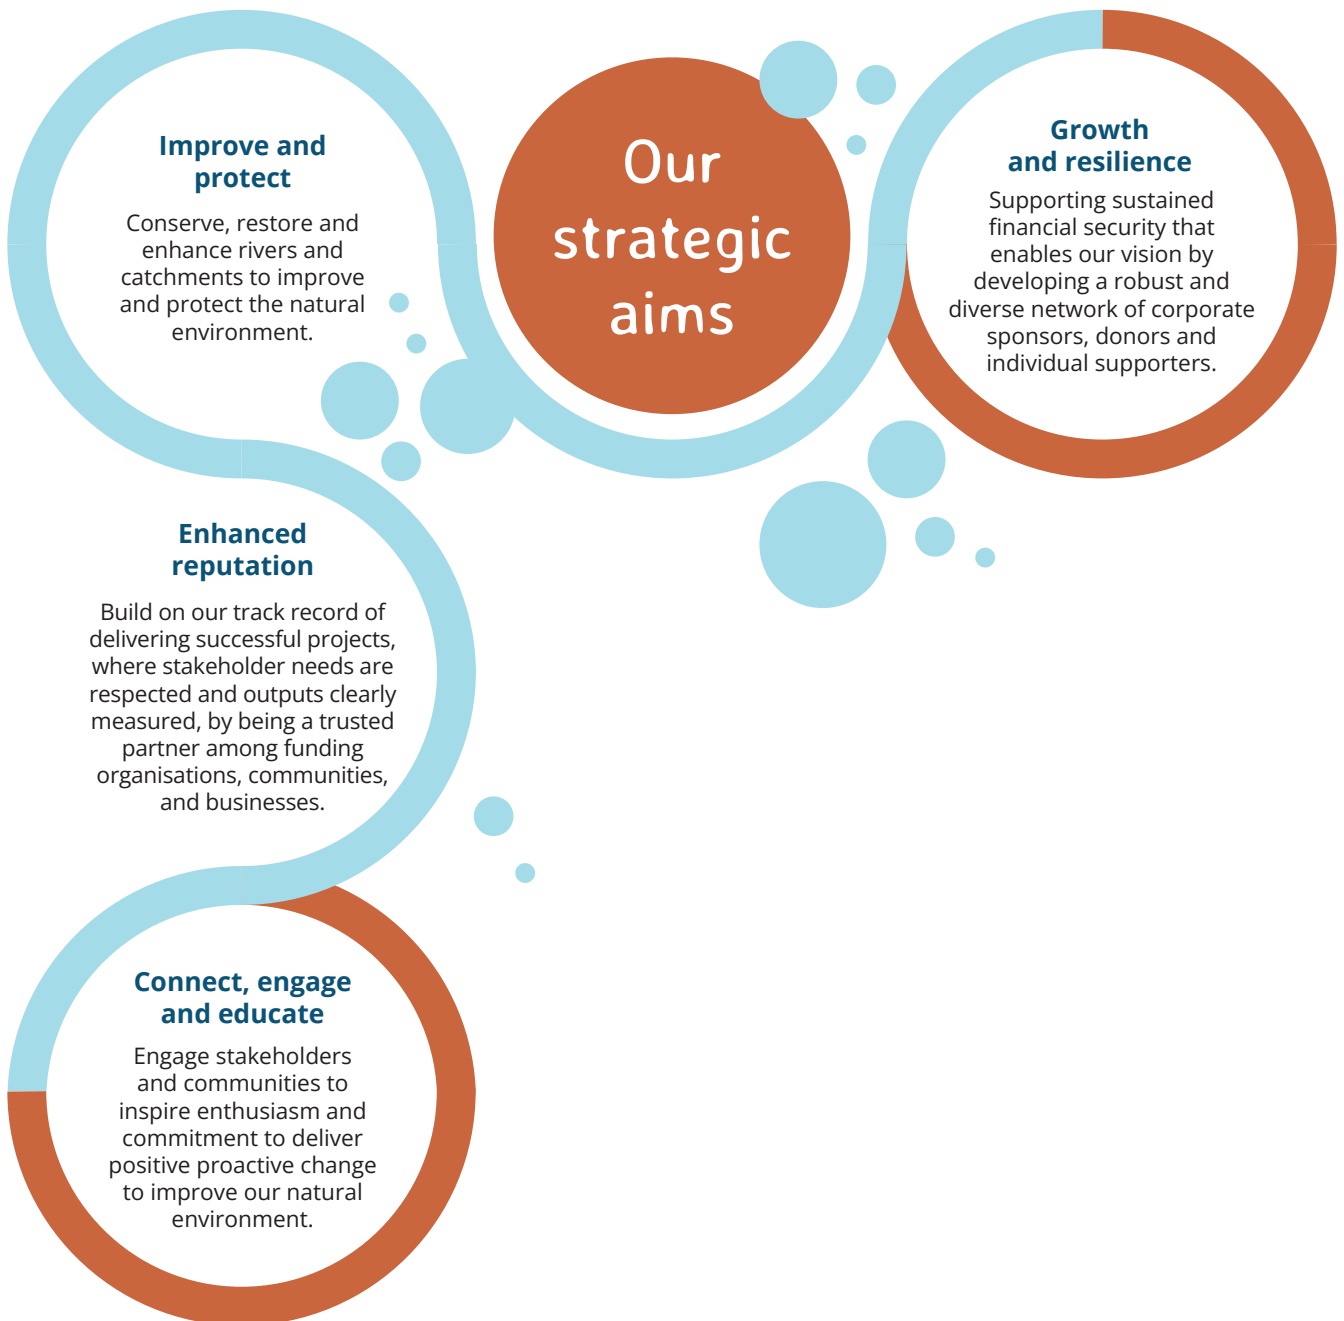 Our
strategic
aims
Improve and
protect
Conserve, restore and
enhance rivers and
catchments to improve
and protect the natural
environment.
Growth
and resilience
Supporting sustained
financial security that
enables our vision by
developing a robust and
diverse network of corporate
sponsors, donors and
individual supporters.
Enhanced
reputation
Build on our track record of
delivering successful projects,
where stakeholder needs are
respected and outputs clearly
measured, by being a trusted
partner among funding
organisations, communities,
and businesses.
Connect, engage
and educate
Engage stakeholders
and communities to
inspire enthusiasm and
commitment to deliver
positive proactive change
to improve our natural
environment.